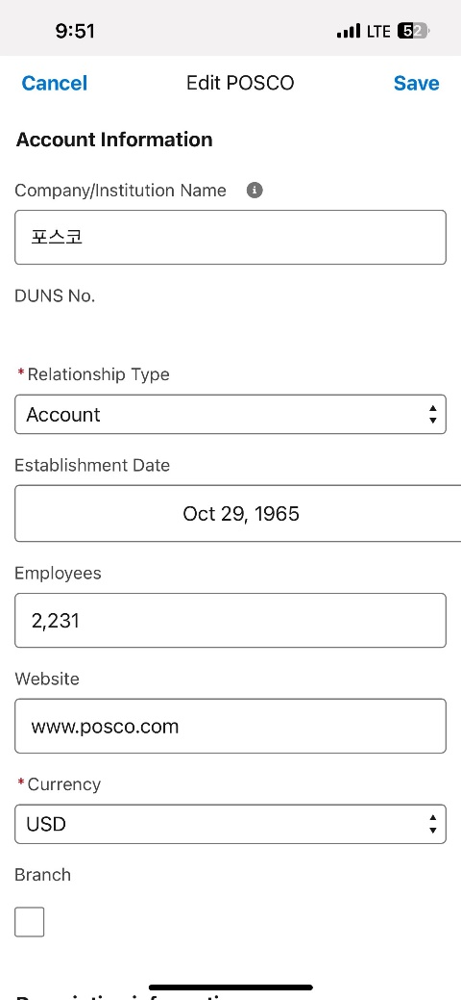 9:51
LTE 52
Cancel Edit POSCO Save
Account Information
Company/Institution Name i
포스코
DUNS No.
* Relationship Type
Account
Establishment Date
Oct 29, 1965
Employees
2,231
Website
www.posco.com
* Currency
USD
Branch